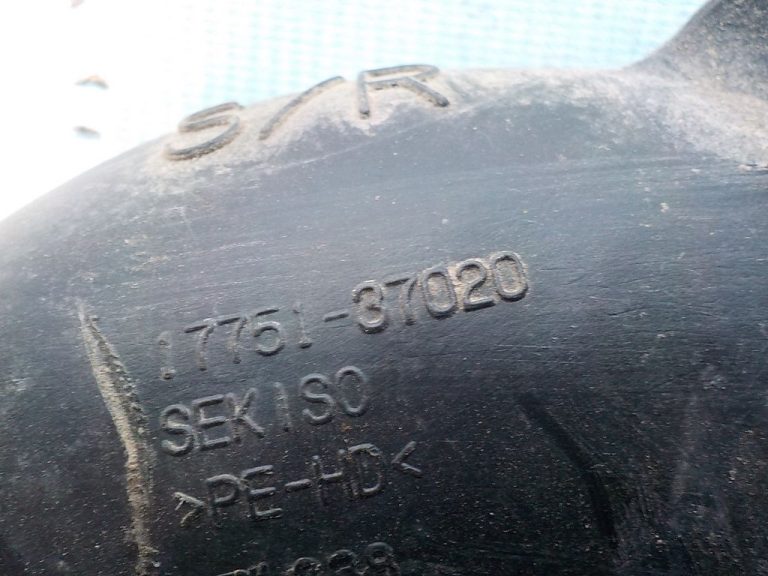 S/R
17751-37020
SEKISO
>PE-HD<